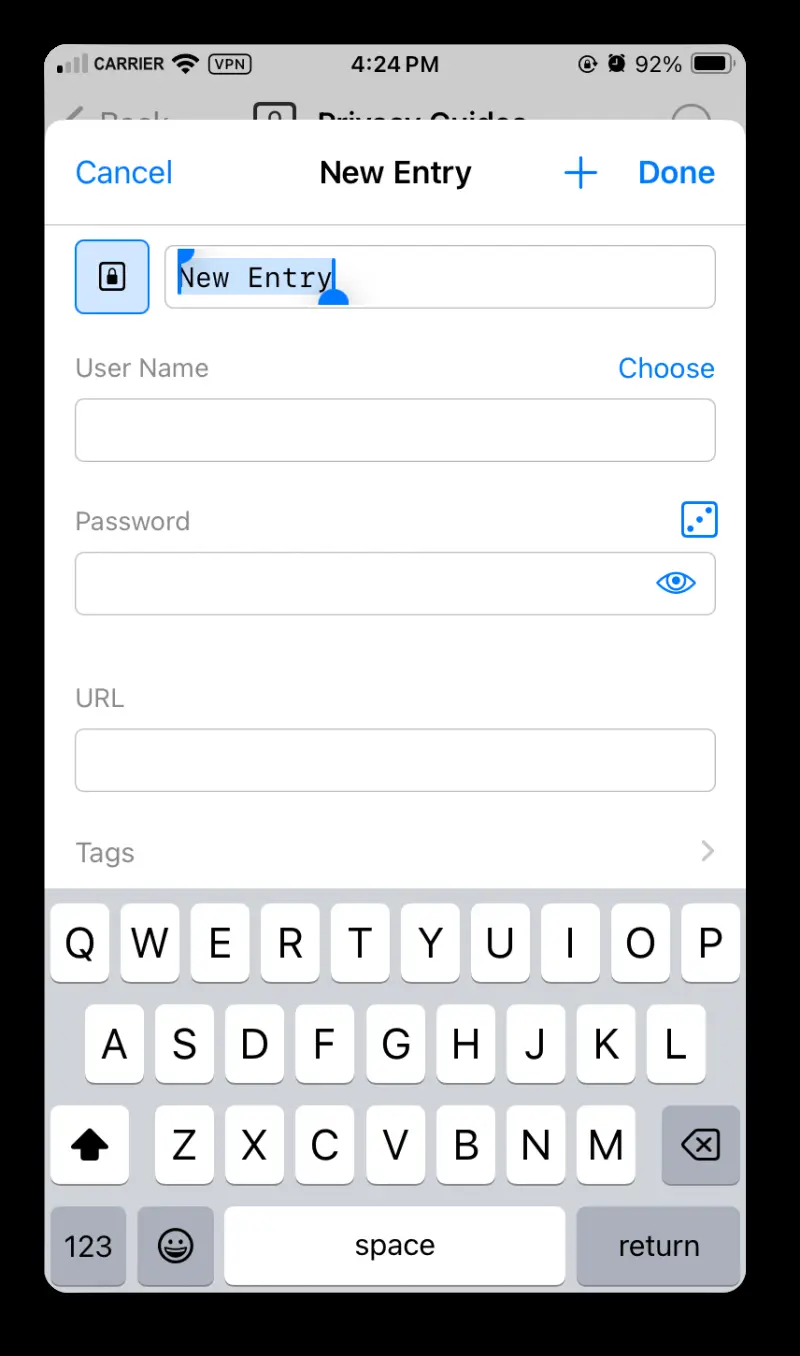 CARRIER VPN 4:24 PM 92%
Back Privacy Guides
Cancel New Entry + Done
New Entry
User Name Choose
Password
URL
Tags
Q W E R T Y U I O P
A S D F G H J K L
Z X C V B N M
123 space return